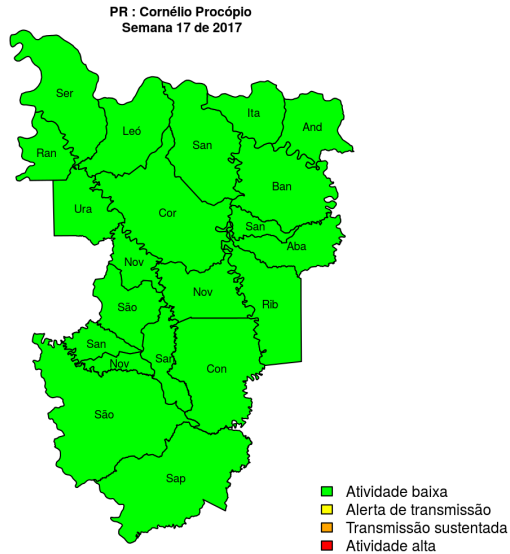 PR : Cornélio Procópio
Semana 17 de 2017
Ser
Ita
And
Leó
San
Ran
Ban
Ura
Cor
San
Aba
Nov
Nov
Rib
São
San
San
Nov
Con
São
Sap
Atividade baixa
Alerta de transmissão
Transmissão sustentada
Atividade alta